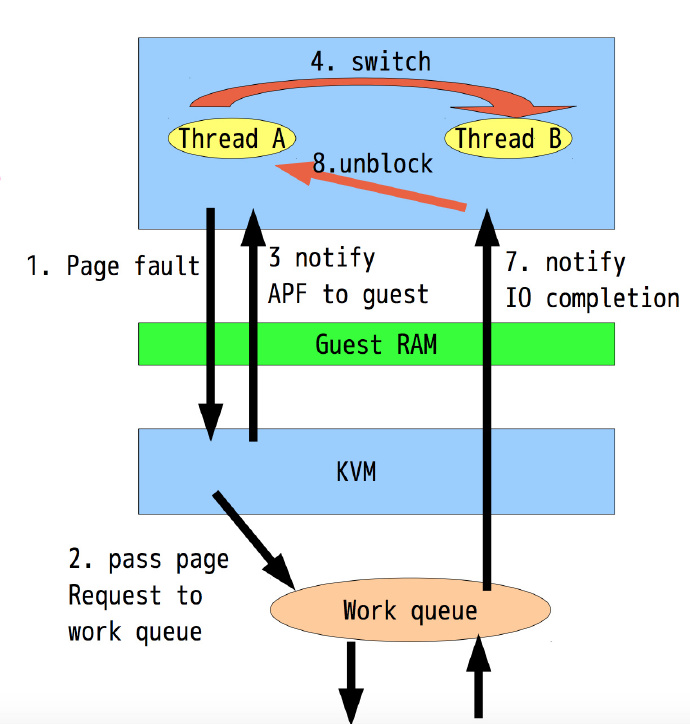 4. switch
Thread A
Thread B
8.unblock
1. Page fault
3 notify
APF to guest
7. notify
IO completion
Guest RAM
KVM
2. pass page
Request to
work queue
Work queue